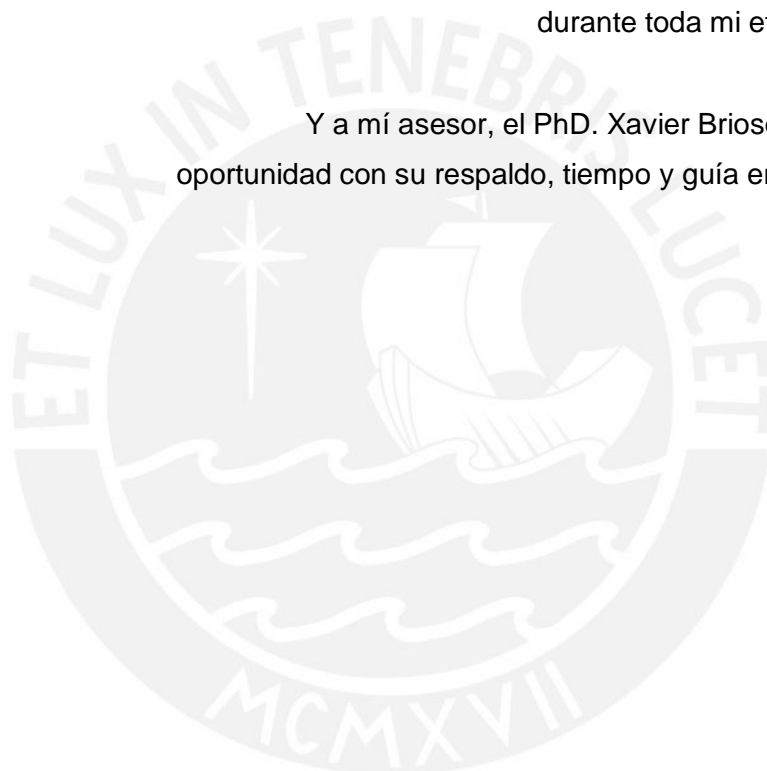 durante toda mi
Y a mí asesor, el PhD. Xavier
oportunidad con su respaldo, tiempo y guía
ET LUX IN TENEBRIS LUCET
MCMXVII